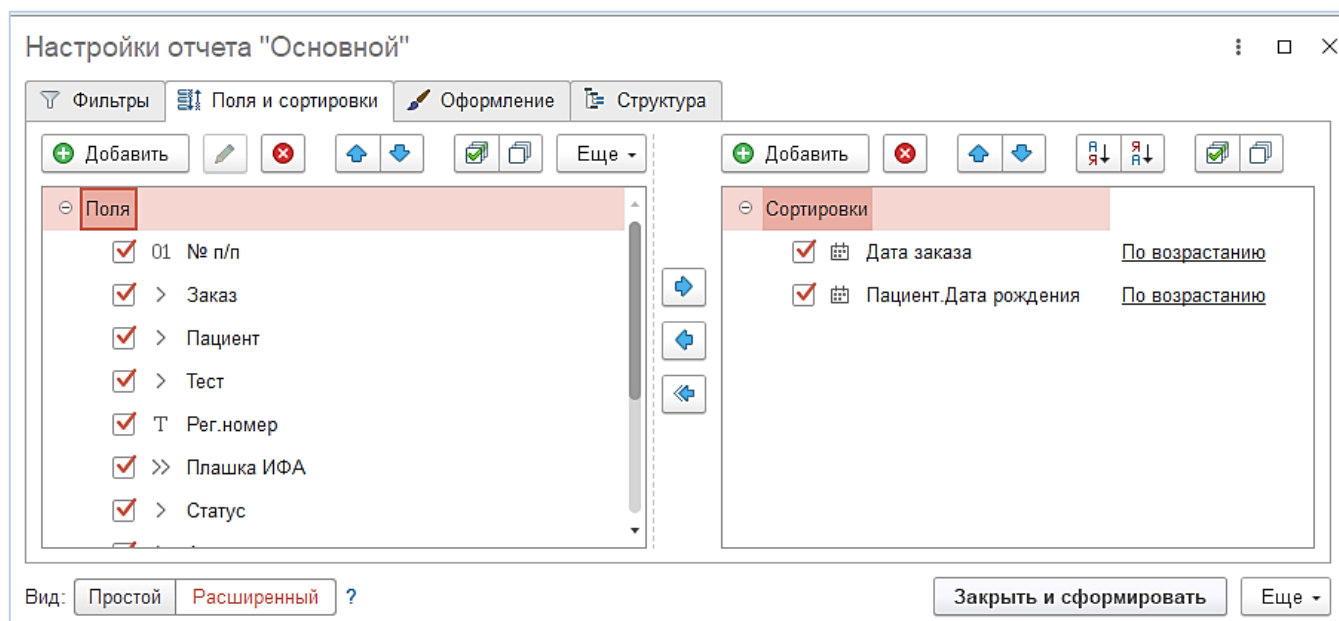 Настройки отчета "Основной"
Фильтры Поля и сортировки Оформление Структура
Добавить Еще Добавить
Поля Сортировки
01 № п/п Дата заказа По возрастанию
Заказ Пациент.Дата рождения По возрастанию
Пациент
Тест
T Рег.номер
Плашка ИФА
Статус
Вид: Простой Расширенный ? Закрыть и сформировать Еще